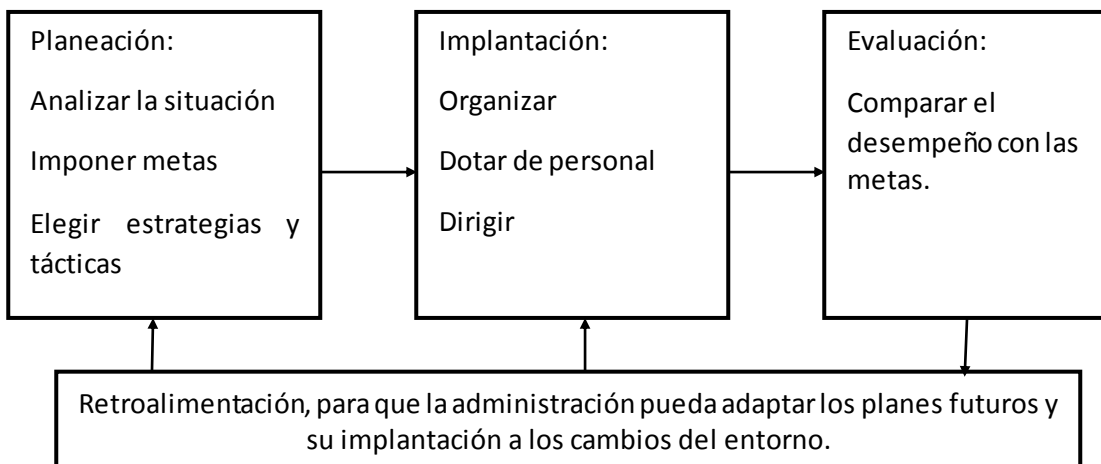 Planeación:
Analizar la situación
Imponer metas
Elegir estrategias y
tácticas
Implantación:
Organizar
Dotar de personal
Dirigir
Evaluación:
Comparar el
desempeño con las
metas.
Retroalimentación, para que la administración pueda adaptar los planes futuros y
su implantación a los cambios del entorno.